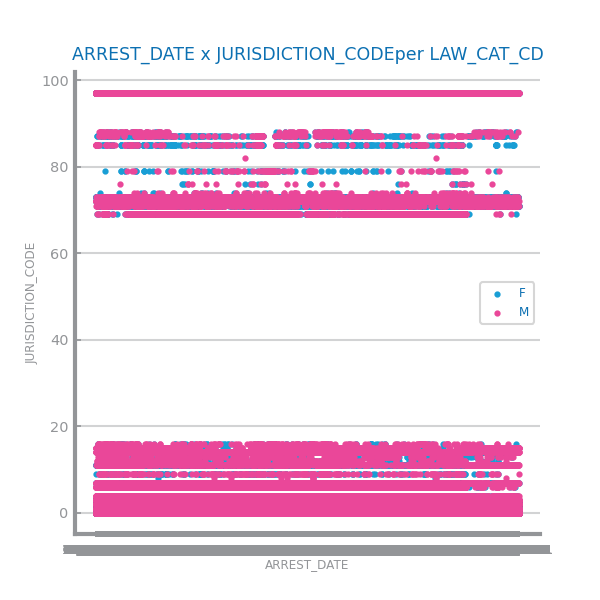 ARREST_DATE x JURISDICTION_CODEper LAW_CAT_CD
100
80
60
40
20
0
JURISDICTION_CODE
F
M
ARREST_DATE